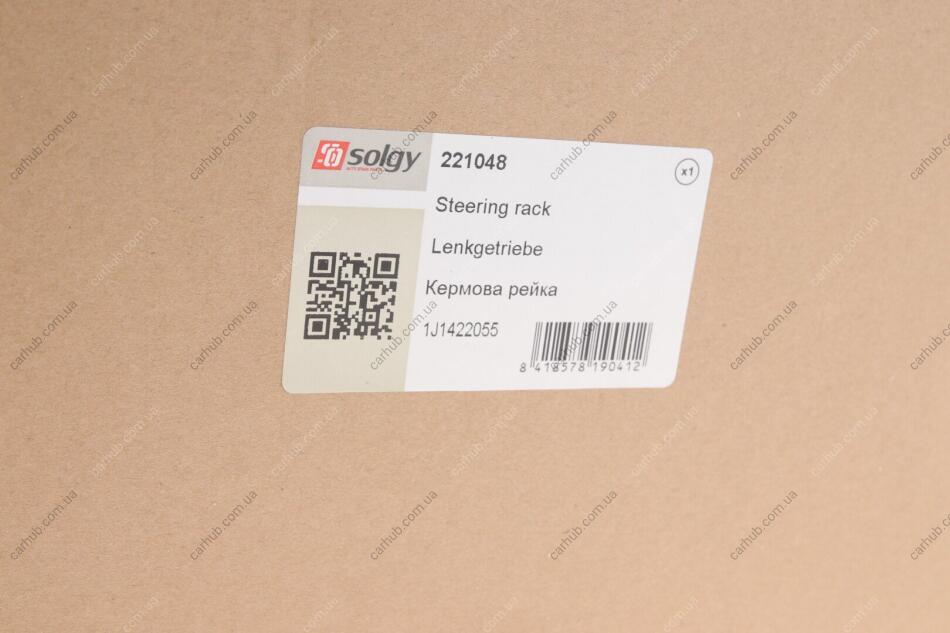 solgy
221048
x1
Steering rack
Lenkgetriebe
Кермова рейка
1J1422055
8 418578 190412
carhub.com.ua